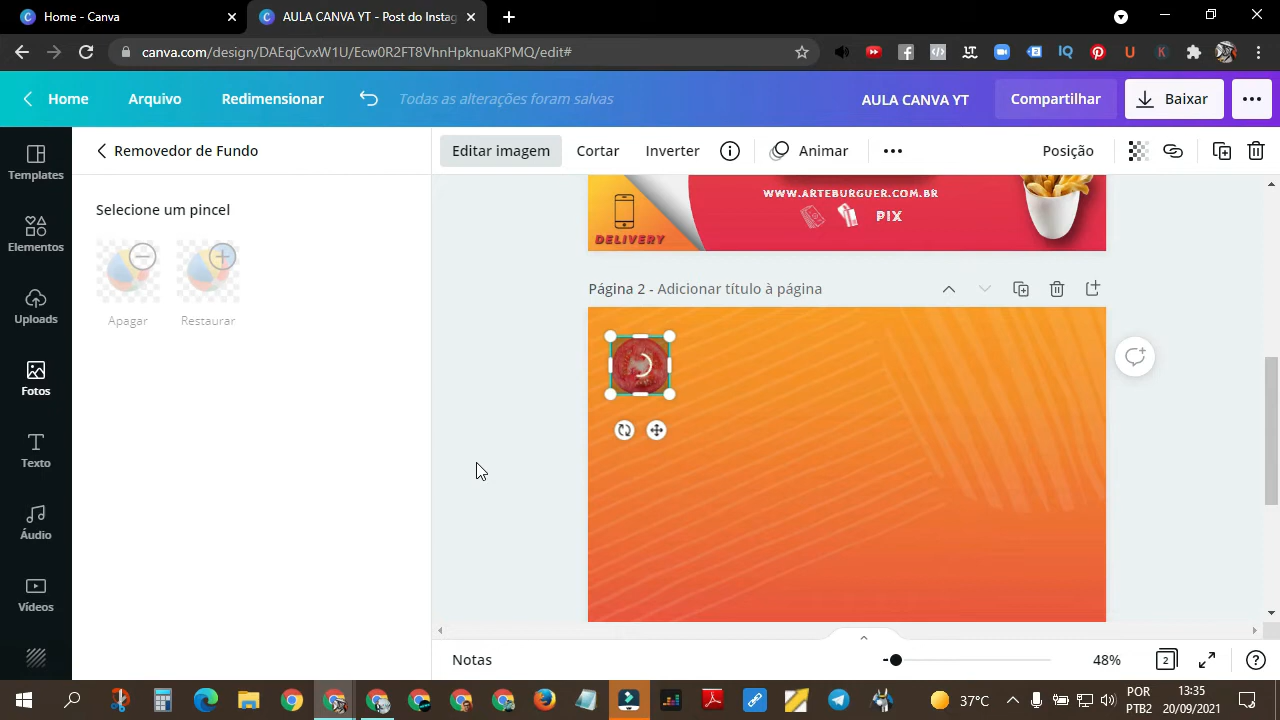 Home - Canva
AULA CANVA YT - Post do Instag
canva.com/design/DAEqjCvxW1U/Ecw0R2FT8VhnHpknuaKPMQ/edit#
Home
Arquivo
Redimensionar
Todas as alterações foram salvas
AULA CANVA YT
Compartilhar
Baixar
Removedor de Fundo
Editar imagem
Cortar
Inverter
Animar
Posição
Templates
Elementos
Uploads
Fotos
Texto
Áudio
Vídeos
Selecione um pincel
Apagar
Restaurar
WWW.ARTEBURGUER.COM.BR
PIX
DELIVERY
Página 2 - Adicionar título à página
Notas
48%
2
37°C
POR
PTB2
13:35
20/09/2021